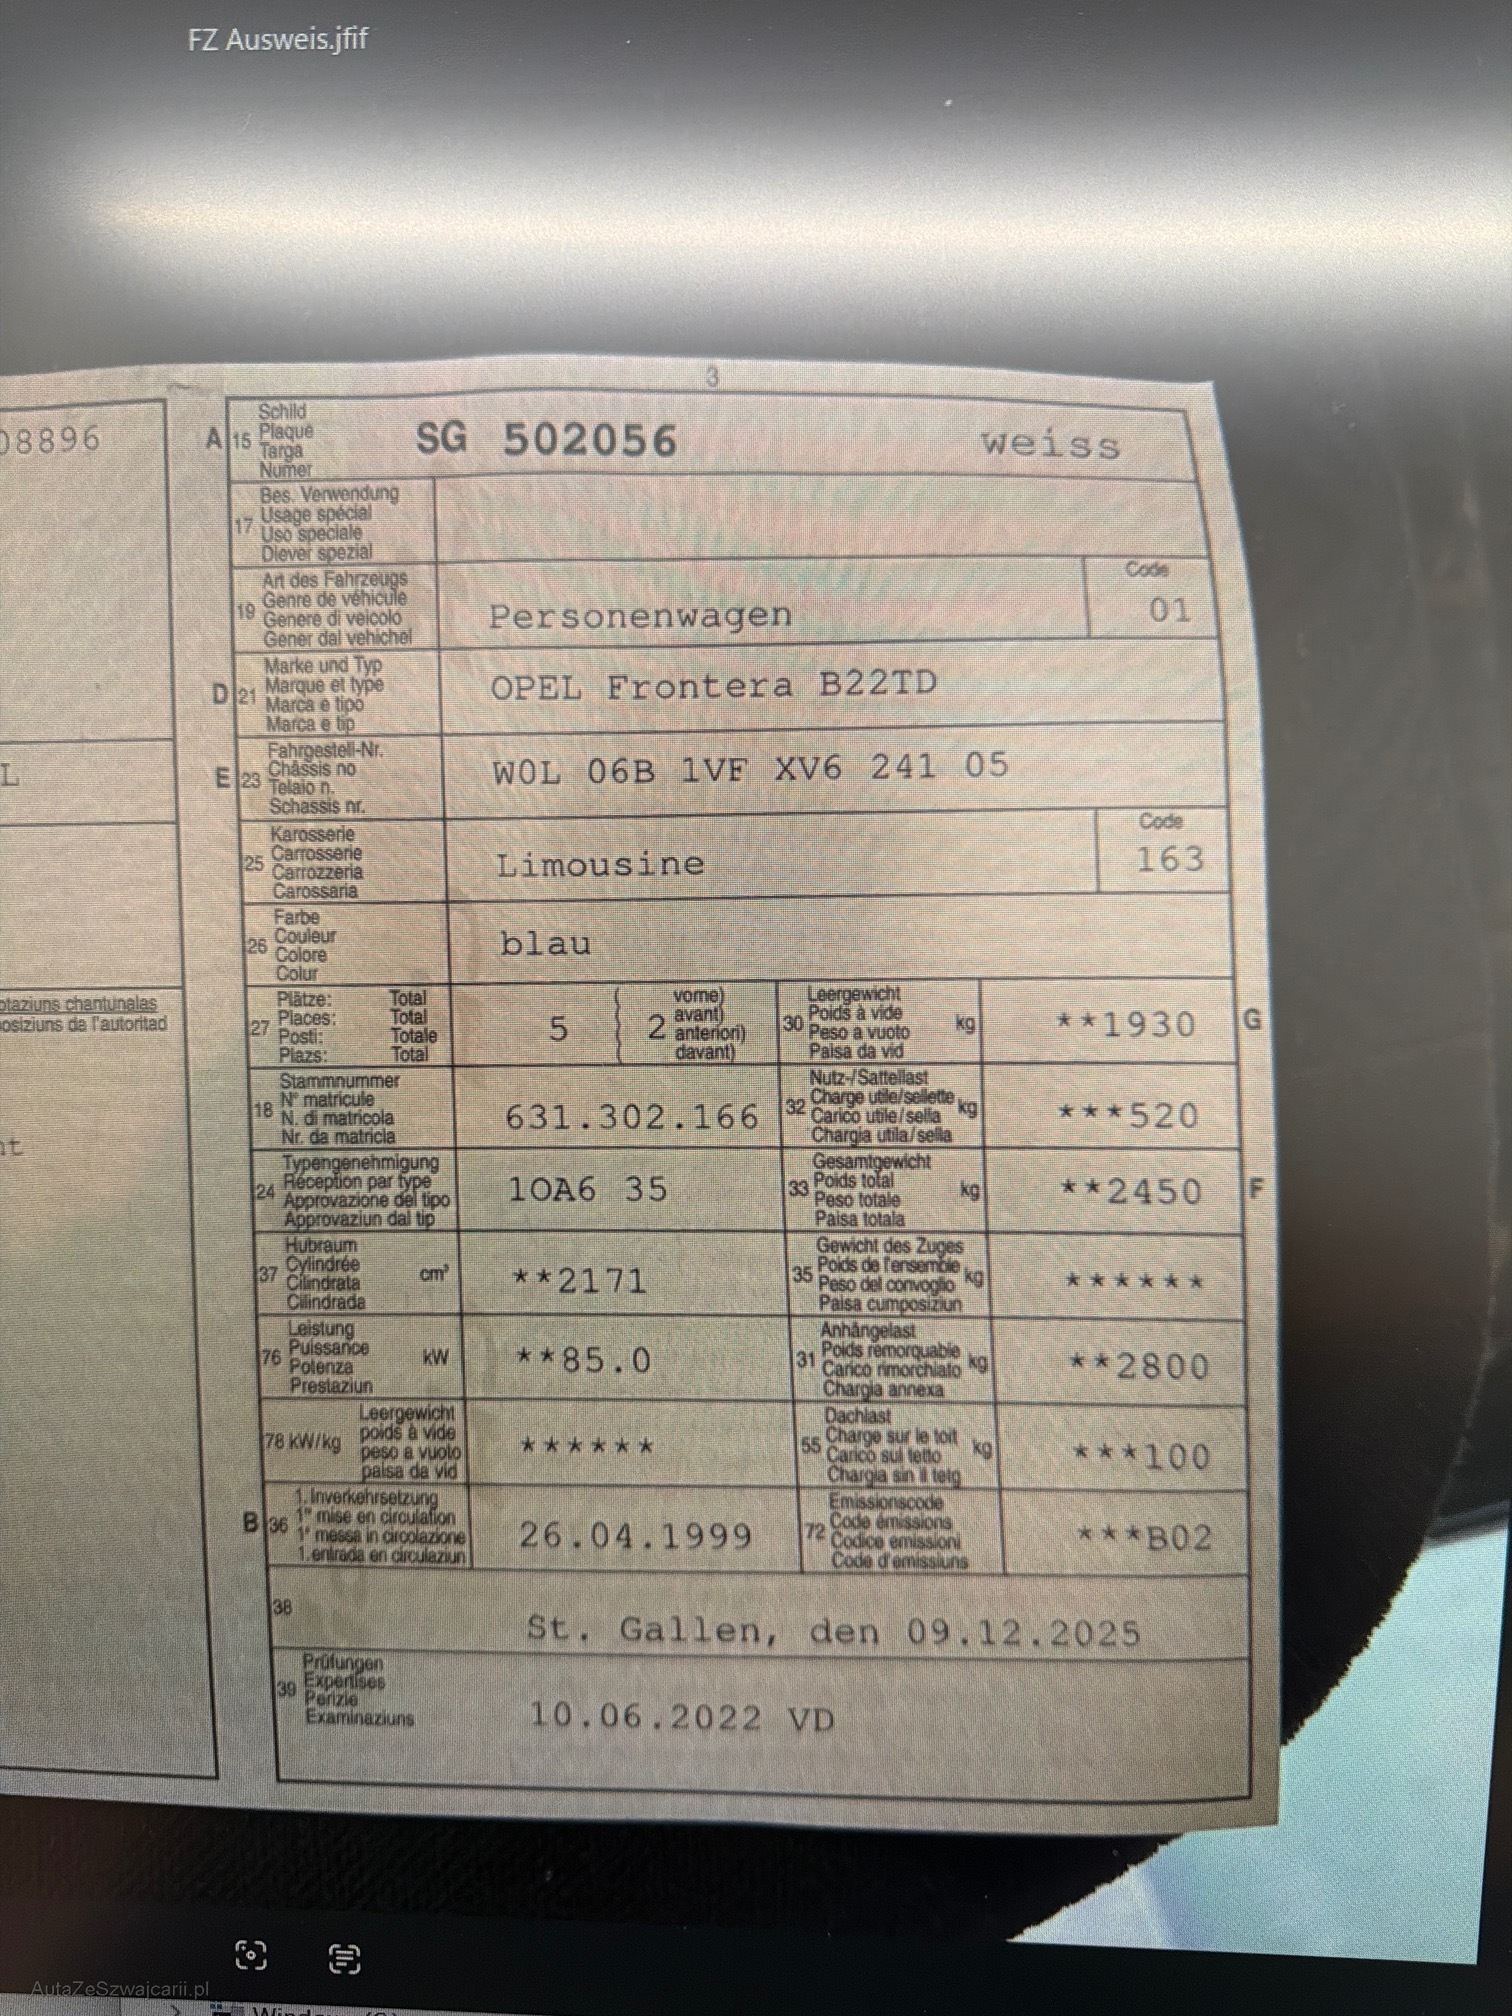 FZ Ausweis.jfif
3
08896
A 15 Schild
Plaque
Targa
Numer
SG 502056 weiss
17 Bes. Verwendung
Usage spécial
Uso speciale
Diever spezial
19 Art des Fahrzeugs
Genre de véhicule
Genere di veicolo
Gener dal vehichel
Personenwagen
Code
01
D 21 Marke und Typ
Marque et type
Marca e tipo
Marca e tip
OPEL Frontera B22TD
L
E 23 Fahrgestell-Nr.
Châssis no
Telaio n.
Schassis nr.
WOL 06B 1VF XV6 241 05
25 Karosserie
Carrosserie
Carrozzeria
Carossaria
Limousine
Code
163
26 Farbe
Couleur
Colore
Colur
blau
otaziuns chantunalas
osiziuns da l'autoritad
27 Plätze: Total
Places: Total
Posti: Totale
Plazs: Total
5 2 vorne)
avant)
anteriori)
davant)
30 Leergewicht
Poids à vide
Peso a vuoto
Paisa da vid
kg
**1930 G
18 Stammnummer
N° matricule
N. di matricola
Nr. da matricla
631.302.166
32 Nutz-/Sattellast
Charge utile/sellette
Carico utile/sella
Chargia utila/sella
kg
***520
24 Typengenehmigung
Réception par type
Approvazione del tipo
Approvaziun dal tip
1OA6 35
33 Gesamtgewicht
Poids total
Peso totale
Paisa totala
kg
**2450 F
37 Hubraum
Cylindrée
Cilindrata
Cilindrada
cm³
**2171
35 Gewicht des Zuges
Poids de l'ensemble
Peso del convoglio
Paisa cumposiziun
kg
******
76 Leistung
Puissance
Potenza
Prestaziun
kW
**85.0
31 Anhängelast
Poids remorquable
Carico rimorchiato
Chargia annexa
kg
**2800
78 kW/kg Leergewicht
poids à vide
peso a vuoto
paisa da vid
******
55 Dachlast
Charge sur le toit
Carico sul tetto
Chargia sin il tetg
kg
***100
B 36 1. Inverkehrsetzung
1re mise en circulation
1a messa in circolazione
1. entrada en circulaziun
26.04.1999
72 Emissionscode
Code émissions
Codice emissioni
Code d'emissiuns
***B02
38
St. Gallen, den 09.12.2025
39 Prüfungen
Expertises
Perizie
Examinaziuns
10.06.2022 VD
AutaZeSzwajcarii.pl